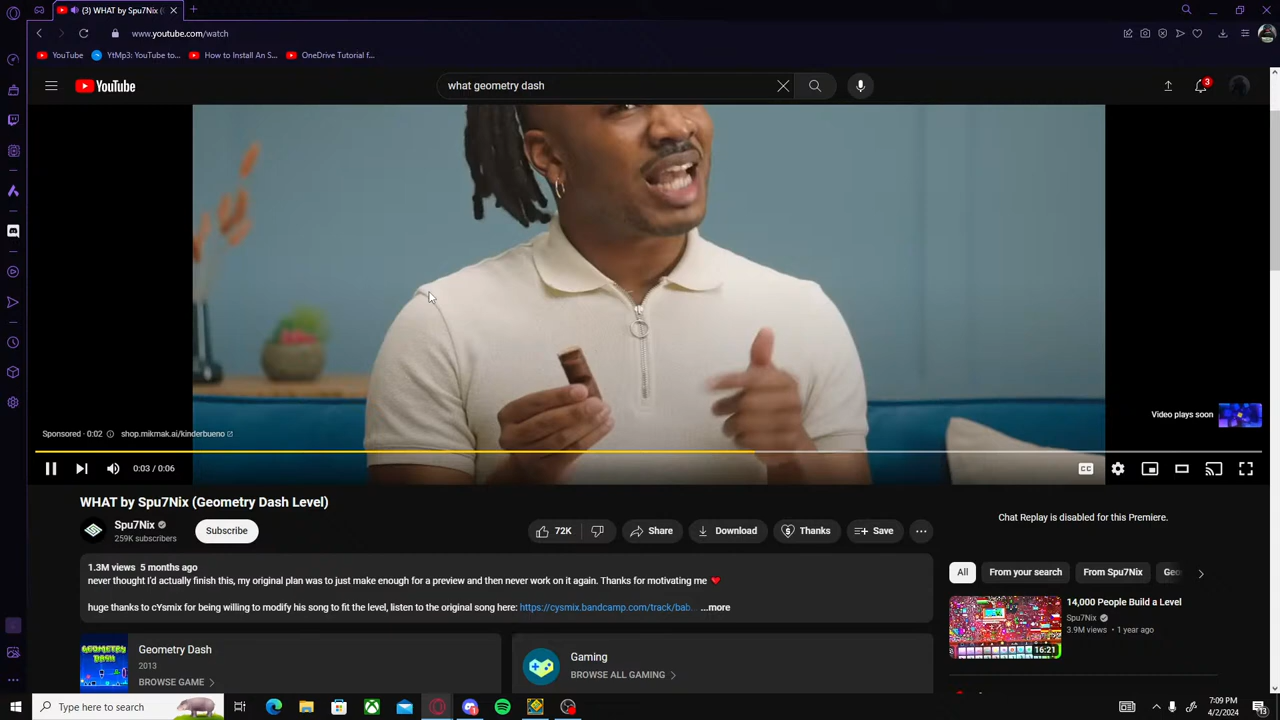 (3) WHAT by Spu7Nix (
www.youtube.com/watch
YouTube
YtMp3: YouTube to...
How to Install An S...
OneDrive Tutorial f...
YouTube
what geometry dash
3
Sponsored · 0:02
shop.mikmak.ai/kinderbueno
Video plays soon
0:03 / 0:06
CC
WHAT by Spu7Nix (Geometry Dash Level)
Spu7Nix
259K subscribers
Subscribe
72K
Share
Download
Thanks
Save
Chat Replay is disabled for this Premiere.
1.3M views 5 months ago
never thought I'd actually finish this, my original plan was to just make enough for a preview and then never work on it again. Thanks for motivating me ❤
huge thanks to cYsmix for being willing to modify his song to fit the level, listen to the original song here: https://cysmix.bandcamp.com/track/bab... ...more
All
From your search
From Spu7Nix
Geo
14,000 People Build a Level
Spu7Nix
3.9M views · 1 year ago
16:21
GEOMETRY DASH
Geometry Dash
2013
BROWSE GAME
Gaming
BROWSE ALL GAMING
Type here to search
7:09 PM
4/2/2024